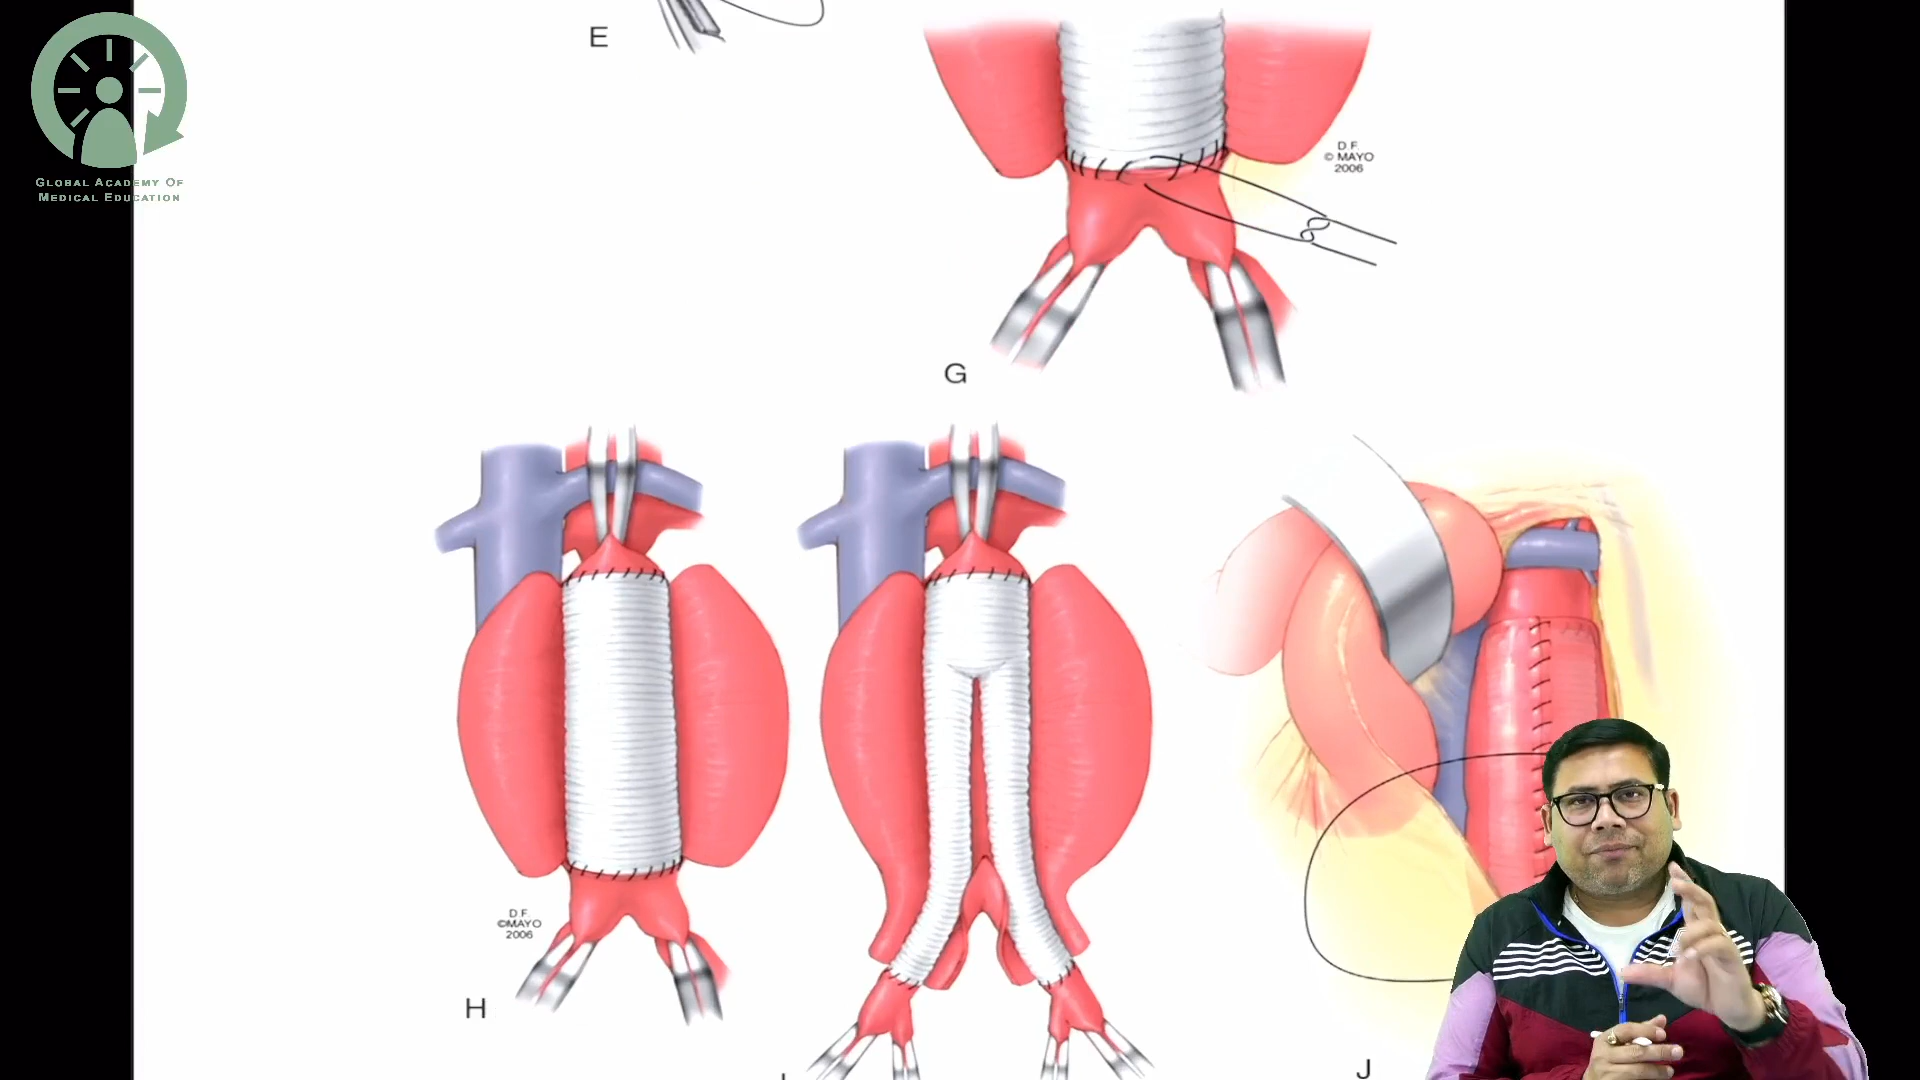 GLOBAL ACADEMY OF
MEDICAL EDUCATION
E
D.F.
© MAYO
2006
G
D.F.
©MAYO
2006
H
J